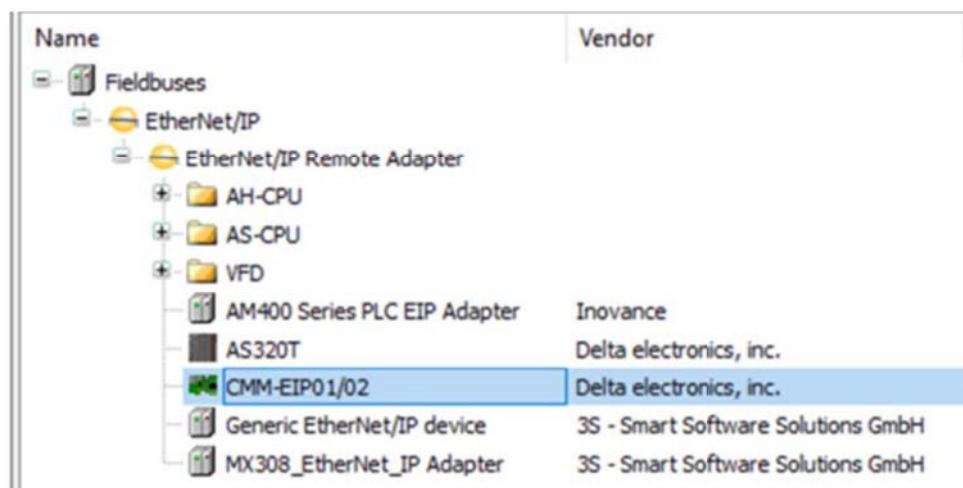 Name Vendor
Fieldbuses
EtherNet/IP
EtherNet/IP Remote Adapter
AH-CPU
AS-CPU
VFD
AM400 Series PLC EIP Adapter Inovance
AS320T Delta electronics, inc.
CMM-EIP01/02 Delta electronics, inc.
Generic EtherNet/IP device 3S - Smart Software Solutions GmbH
MX308_EtherNet_IP Adapter 3S - Smart Software Solutions GmbH